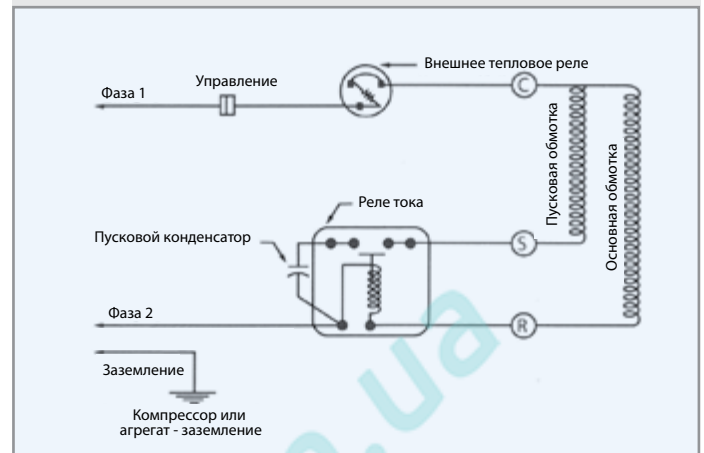 Внешнее тепловое реле
Управление
Фаза 1
C
Пусковая обмотка
Основная обмотка
Реле тока
Пусковой конденсатор
S
Фаза 2
R
Заземление
Компрессор или
агрегат - заземление
.ua